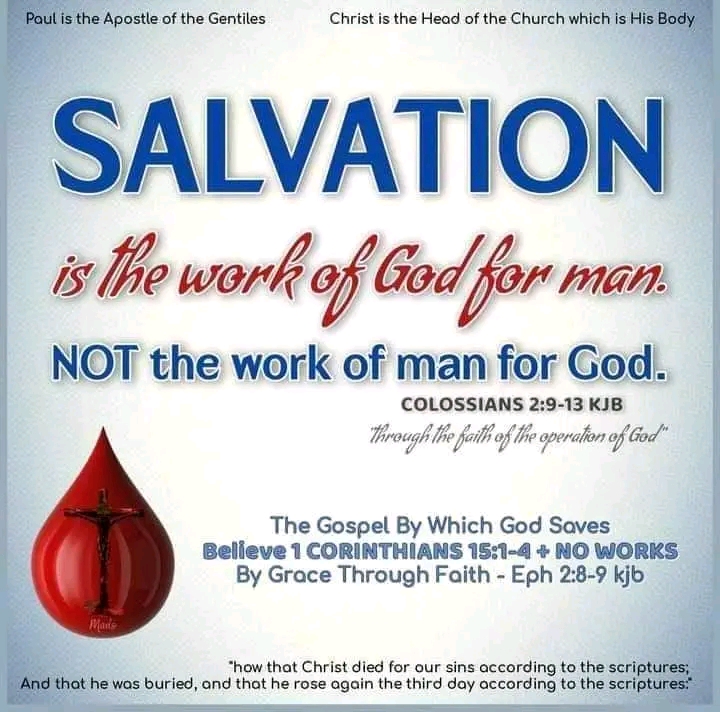 Paul is the Apostle of the Gentiles
Christ is the Head of the Church which is His Body
SALVATION
is the work of God for man.
NOT the work of man for God.
COLOSSIANS 2:9-13 KJB
"through the faith of the operation of God"
The Gospel By Which God Saves
Believe 1 CORINTHIANS 15:1-4 + NO WORKS
By Grace Through Faith - Eph 2:8-9 kjb
"how that Christ died for our sins according to the scriptures;
And that he was buried, and that he rose again the third day according to the scriptures:"